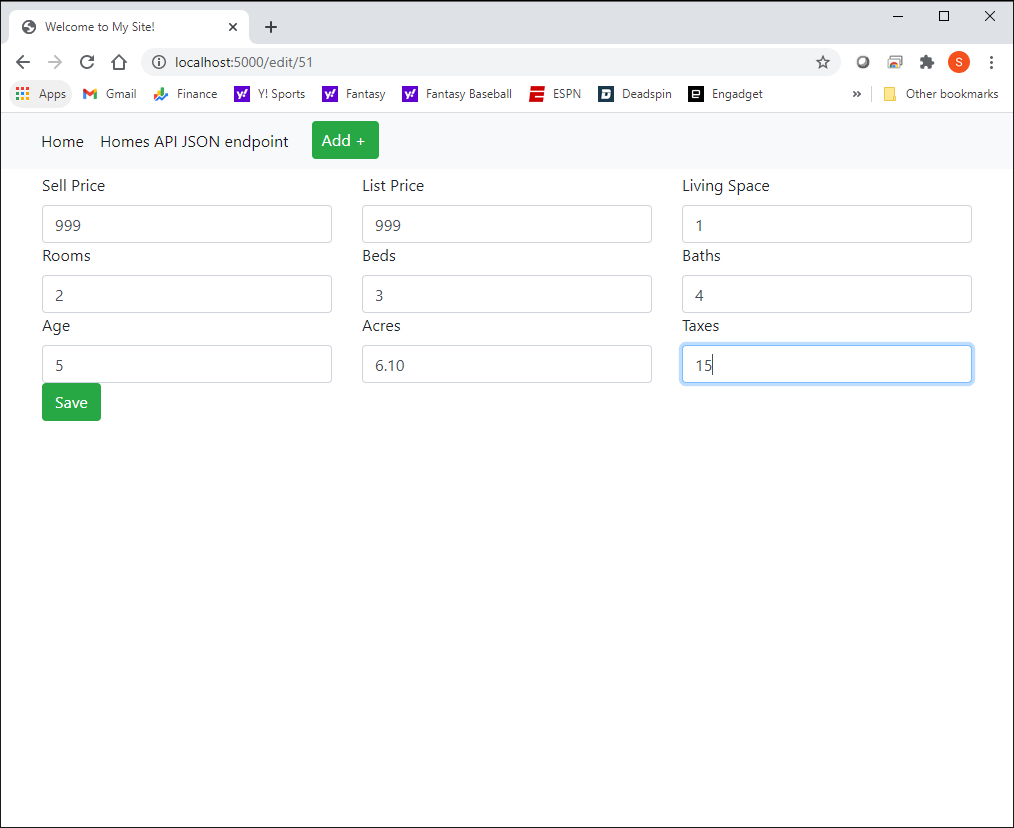 Welcome to My Site!
localhost:5000/edit/51
S
Apps Gmail Finance y! Y! Sports y! Fantasy y! Fantasy Baseball ESPN D Deadspin e Engadget » Other bookmarks
Home Homes API JSON endpoint Add +
Sell Price List Price Living Space
999 999 1
Rooms Beds Baths
2 3 4
Age Acres Taxes
5 6.10 15
Save